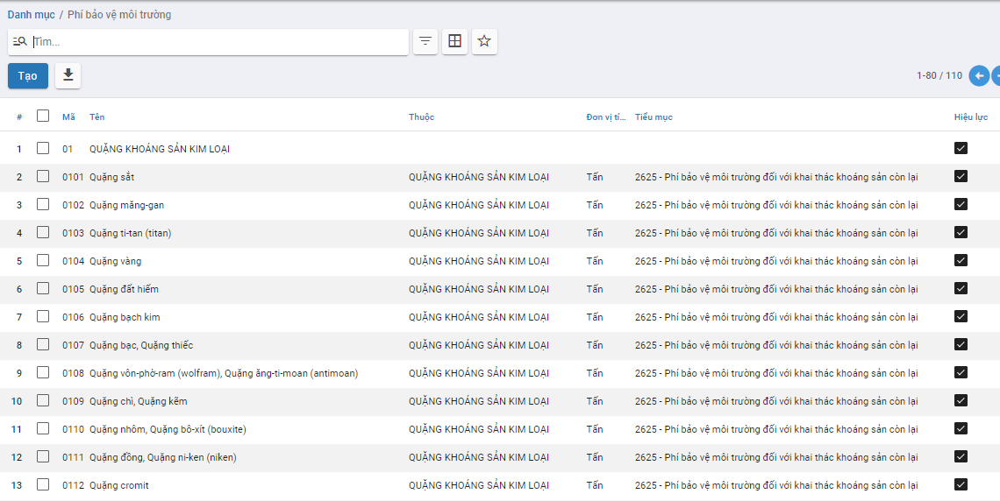 Danh mục / Phí bảo vệ môi trường
Tìm...
Tạo
1-80 / 110
# Mã Tên Thuộc Đơn vị tí... Tiểu mục Hiệu lực
1 01 QUẶNG KHOÁNG SẢN KIM LOẠI
2 0101 Quặng sắt QUẶNG KHOÁNG SẢN KIM LOẠI Tấn 2625 - Phí bảo vệ môi trường đối với khai thác khoáng sản còn lại
3 0102 Quặng măng-gan QUẶNG KHOÁNG SẢN KIM LOẠI Tấn 2625 - Phí bảo vệ môi trường đối với khai thác khoáng sản còn lại
4 0103 Quặng ti-tan (titan) QUẶNG KHOÁNG SẢN KIM LOẠI Tấn 2625 - Phí bảo vệ môi trường đối với khai thác khoáng sản còn lại
5 0104 Quặng vàng QUẶNG KHOÁNG SẢN KIM LOẠI Tấn 2625 - Phí bảo vệ môi trường đối với khai thác khoáng sản còn lại
6 0105 Quặng đất hiếm QUẶNG KHOÁNG SẢN KIM LOẠI Tấn 2625 - Phí bảo vệ môi trường đối với khai thác khoáng sản còn lại
7 0106 Quặng bạch kim QUẶNG KHOÁNG SẢN KIM LOẠI Tấn 2625 - Phí bảo vệ môi trường đối với khai thác khoáng sản còn lại
8 0107 Quặng bạc, Quặng thiếc QUẶNG KHOÁNG SẢN KIM LOẠI Tấn 2625 - Phí bảo vệ môi trường đối với khai thác khoáng sản còn lại
9 0108 Quặng vôn-phờ-ram (wolfram), Quặng ăng-ti-moan (antimoan) QUẶNG KHOÁNG SẢN KIM LOẠI Tấn 2625 - Phí bảo vệ môi trường đối với khai thác khoáng sản còn lại
10 0109 Quặng chì, Quặng kẽm QUẶNG KHOÁNG SẢN KIM LOẠI Tấn 2625 - Phí bảo vệ môi trường đối với khai thác khoáng sản còn lại
11 0110 Quặng nhôm, Quặng bô-xít (bouxite) QUẶNG KHOÁNG SẢN KIM LOẠI Tấn 2625 - Phí bảo vệ môi trường đối với khai thác khoáng sản còn lại
12 0111 Quặng đồng, Quặng ni-ken (niken) QUẶNG KHOÁNG SẢN KIM LOẠI Tấn 2625 - Phí bảo vệ môi trường đối với khai thác khoáng sản còn lại
13 0112 Quặng cromit QUẶNG KHOÁNG SẢN KIM LOẠI Tấn 2625 - Phí bảo vệ môi trường đối với khai thác khoáng sản còn lại